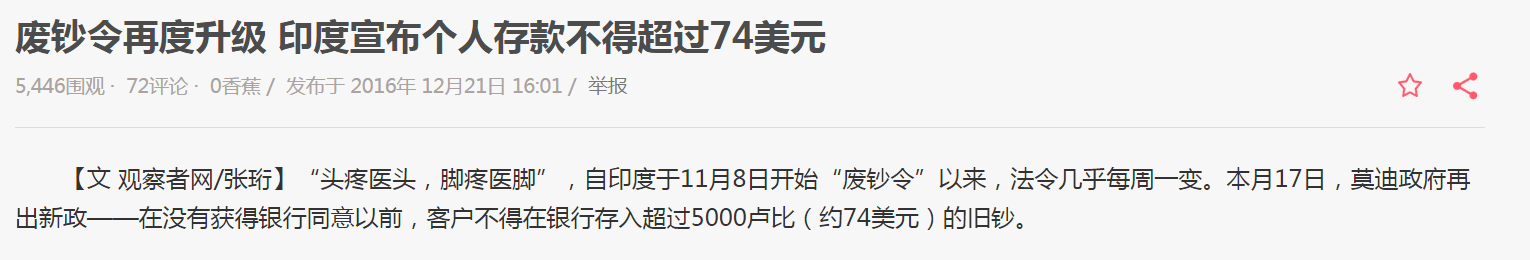 废钞令再度升级 印度宣布个人存款不得超过74美元
5,446围观 · 72评论 · 0香蕉 / 发布于 2016年 12月21日 16:01 / 举报
【文 观察者网/张珩】“头疼医头，脚疼医脚”，自印度于11月8日开始“废钞令”以来，法令几乎每周一变。本月17日，莫迪政府再
出新政——在没有获得银行同意以前，客户不得在银行存入超过5000卢比（约74美元）的旧钞。